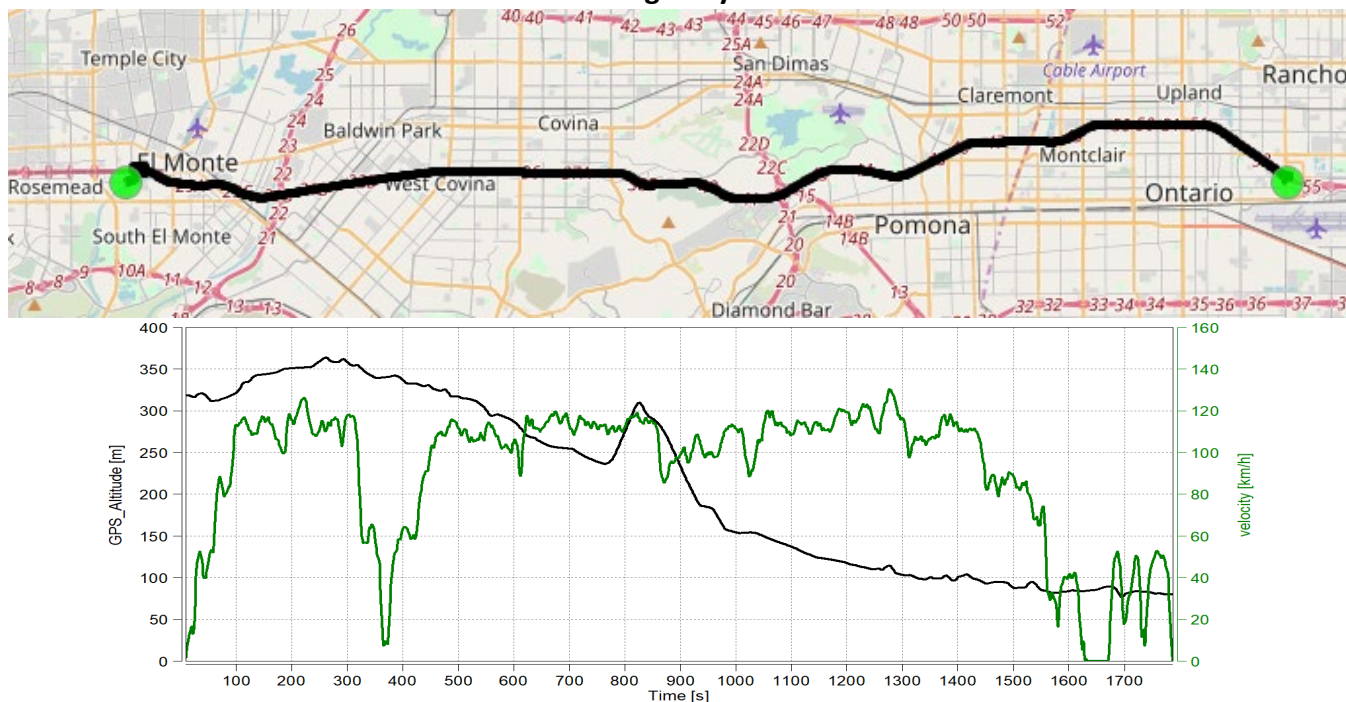 40 40 41
42 43 43
44 45 46 47
48 48
50 50
52
26
25A
Temple City
San Dimas
Cable Airport
Rancho
25
24A
24
24A
Claremont
Upland
23
Baldwin Park
Covina
22D
El Monte
22C
Montclair
22
Rosemead
West Covina
15
55
Ontario
22
21
14B
Pomona
South El Monte
21
14B
20
8 8 9 10A 11 12 13 13
20
13
Diamond Bar
32 32 33 34 34 35 36 36 37
400
160
350
140
300
120
250
100
200
80
150
60
100
40
50
20
0
0
GPS_Altitude [m]
velocity [km/h]
100 200 300 400 500 600 700 800 900 1000 1100 1200 1300 1400 1500 1600 1700
Time [s]